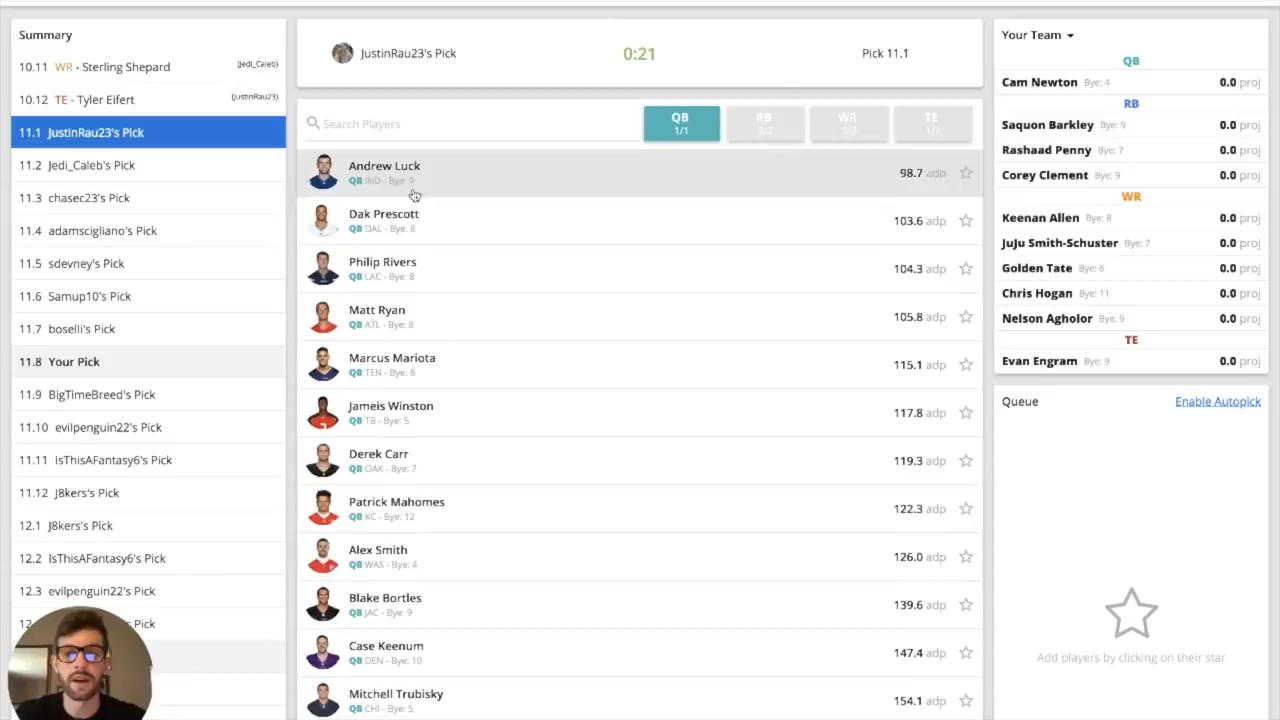 Summary
10.11 WR - Sterling Shepard (Jedi_Caleb)
10.12 TE - Tyler Eifert (JustinRau23)
11.1 JustinRau23's Pick
11.2 Jedi_Caleb's Pick
11.3 chasec23's Pick
11.4 adamscigliano's Pick
11.5 sdevney's Pick
11.6 Samup10's Pick
11.7 boselli's Pick
11.8 Your Pick
11.9 BigTimeBreed's Pick
11.10 evilpenguin22's Pick
11.11 IsThisAFantasy6's Pick
11.12 J8kers's Pick
12.1 J8kers's Pick
12.2 IsThisAFantasy6's Pick
12.3 evilpenguin22's Pick
12. Pick
JustinRau23's Pick 0:21 Pick 11.1
Search Players
QB
1/1
RB
WR
TE
Andrew Luck
QB IND - Bye: 9
98.7 adp
Dak Prescott
QB DAL - Bye: 8
103.6 adp
Philip Rivers
QB LAC - Bye: 8
104.3 adp
Matt Ryan
QB ATL - Bye: 8
105.8 adp
Marcus Mariota
QB TEN - Bye: 8
115.1 adp
Jameis Winston
QB TB - Bye: 5
117.8 adp
Derek Carr
QB OAK - Bye: 7
119.3 adp
Patrick Mahomes
QB KC - Bye: 12
122.3 adp
Alex Smith
QB WAS - Bye: 4
126.0 adp
Blake Bortles
QB JAC - Bye: 9
139.6 adp
Case Keenum
QB DEN - Bye: 10
147.4 adp
Mitchell Trubisky
QB CHI - Bye: 5
154.1 adp
Your Team
QB
Cam Newton Bye: 4 0.0 proj
RB
Saquon Barkley Bye: 9 0.0 proj
Rashaad Penny Bye: 7 0.0 proj
Corey Clement Bye: 9 0.0 proj
WR
Keenan Allen Bye: 8 0.0 proj
JuJu Smith-Schuster Bye: 7 0.0 proj
Golden Tate Bye: 6 0.0 proj
Chris Hogan Bye: 11 0.0 proj
Nelson Agholor Bye: 9 0.0 proj
TE
Evan Engram Bye: 9 0.0 proj
Queue Enable Autopick
Add players by clicking on their star